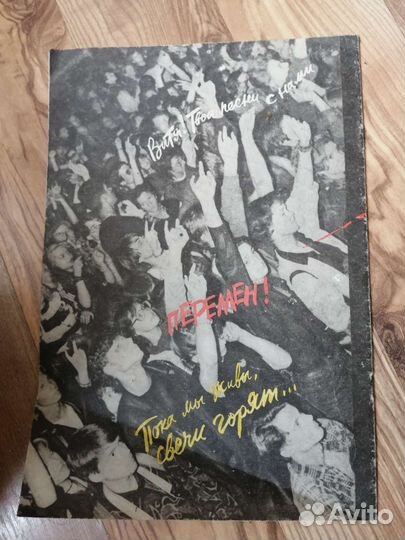 Витя! Твои песни с нами
ПЕРЕМЕН!
Пока мы живы,
свечи горят...
Avito